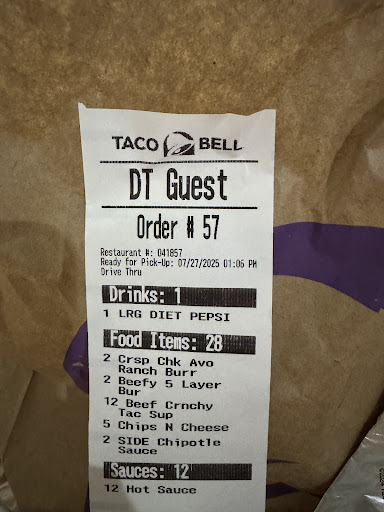 TACO BELL
DT Guest
Order # 57
Restaurant #: 041857
Ready for Pick-Up: 07/27/2025 01:06 PM
Drive Thru
Drinks: 1
1 LRG DIET PEPSI
Food Items: 28
2 Crsp Chk Avo
Ranch Burr
2 Beefy 5 Layer
Bur
12 Beef Crnchy
Tac Sup
5 Chips N Cheese
2 SIDE Chipotle
Sauce
Sauces: 12
12 Hot Sauce